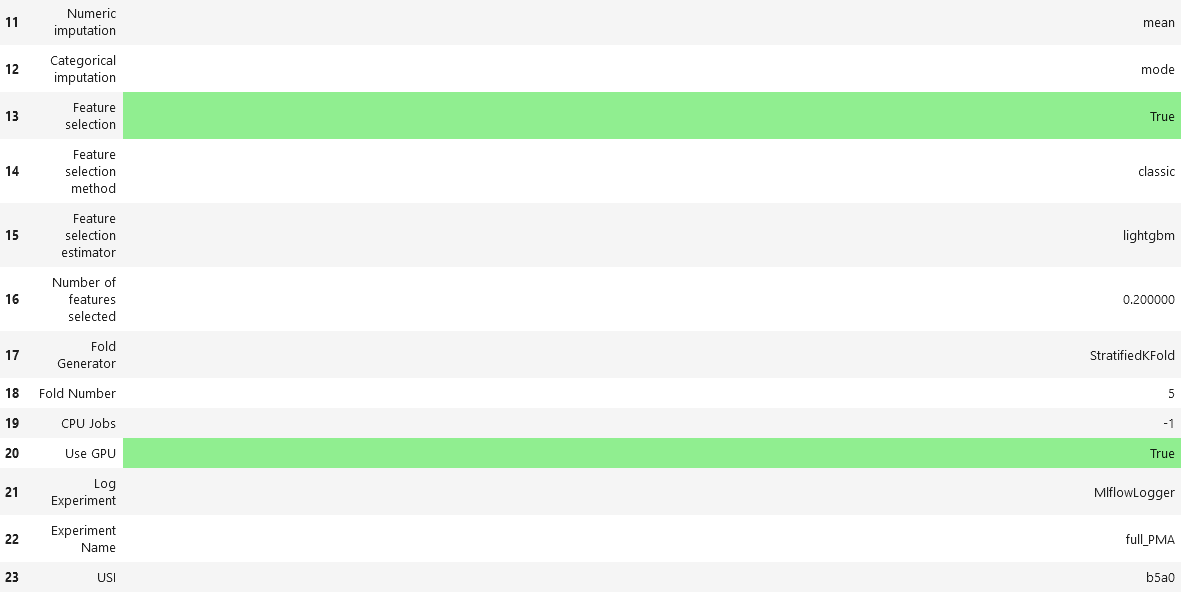 11 Numeric imputation mean
12 Categorical imputation mode
13 Feature selection True
14 Feature selection method classic
15 Feature selection estimator lightgbm
16 Number of features selected 0.200000
17 Fold Generator StratifiedKFold
18 Fold Number 5
19 CPU Jobs -1
20 Use GPU True
21 Log Experiment MlflowLogger
22 Experiment Name full_PMA
23 USI b5a0